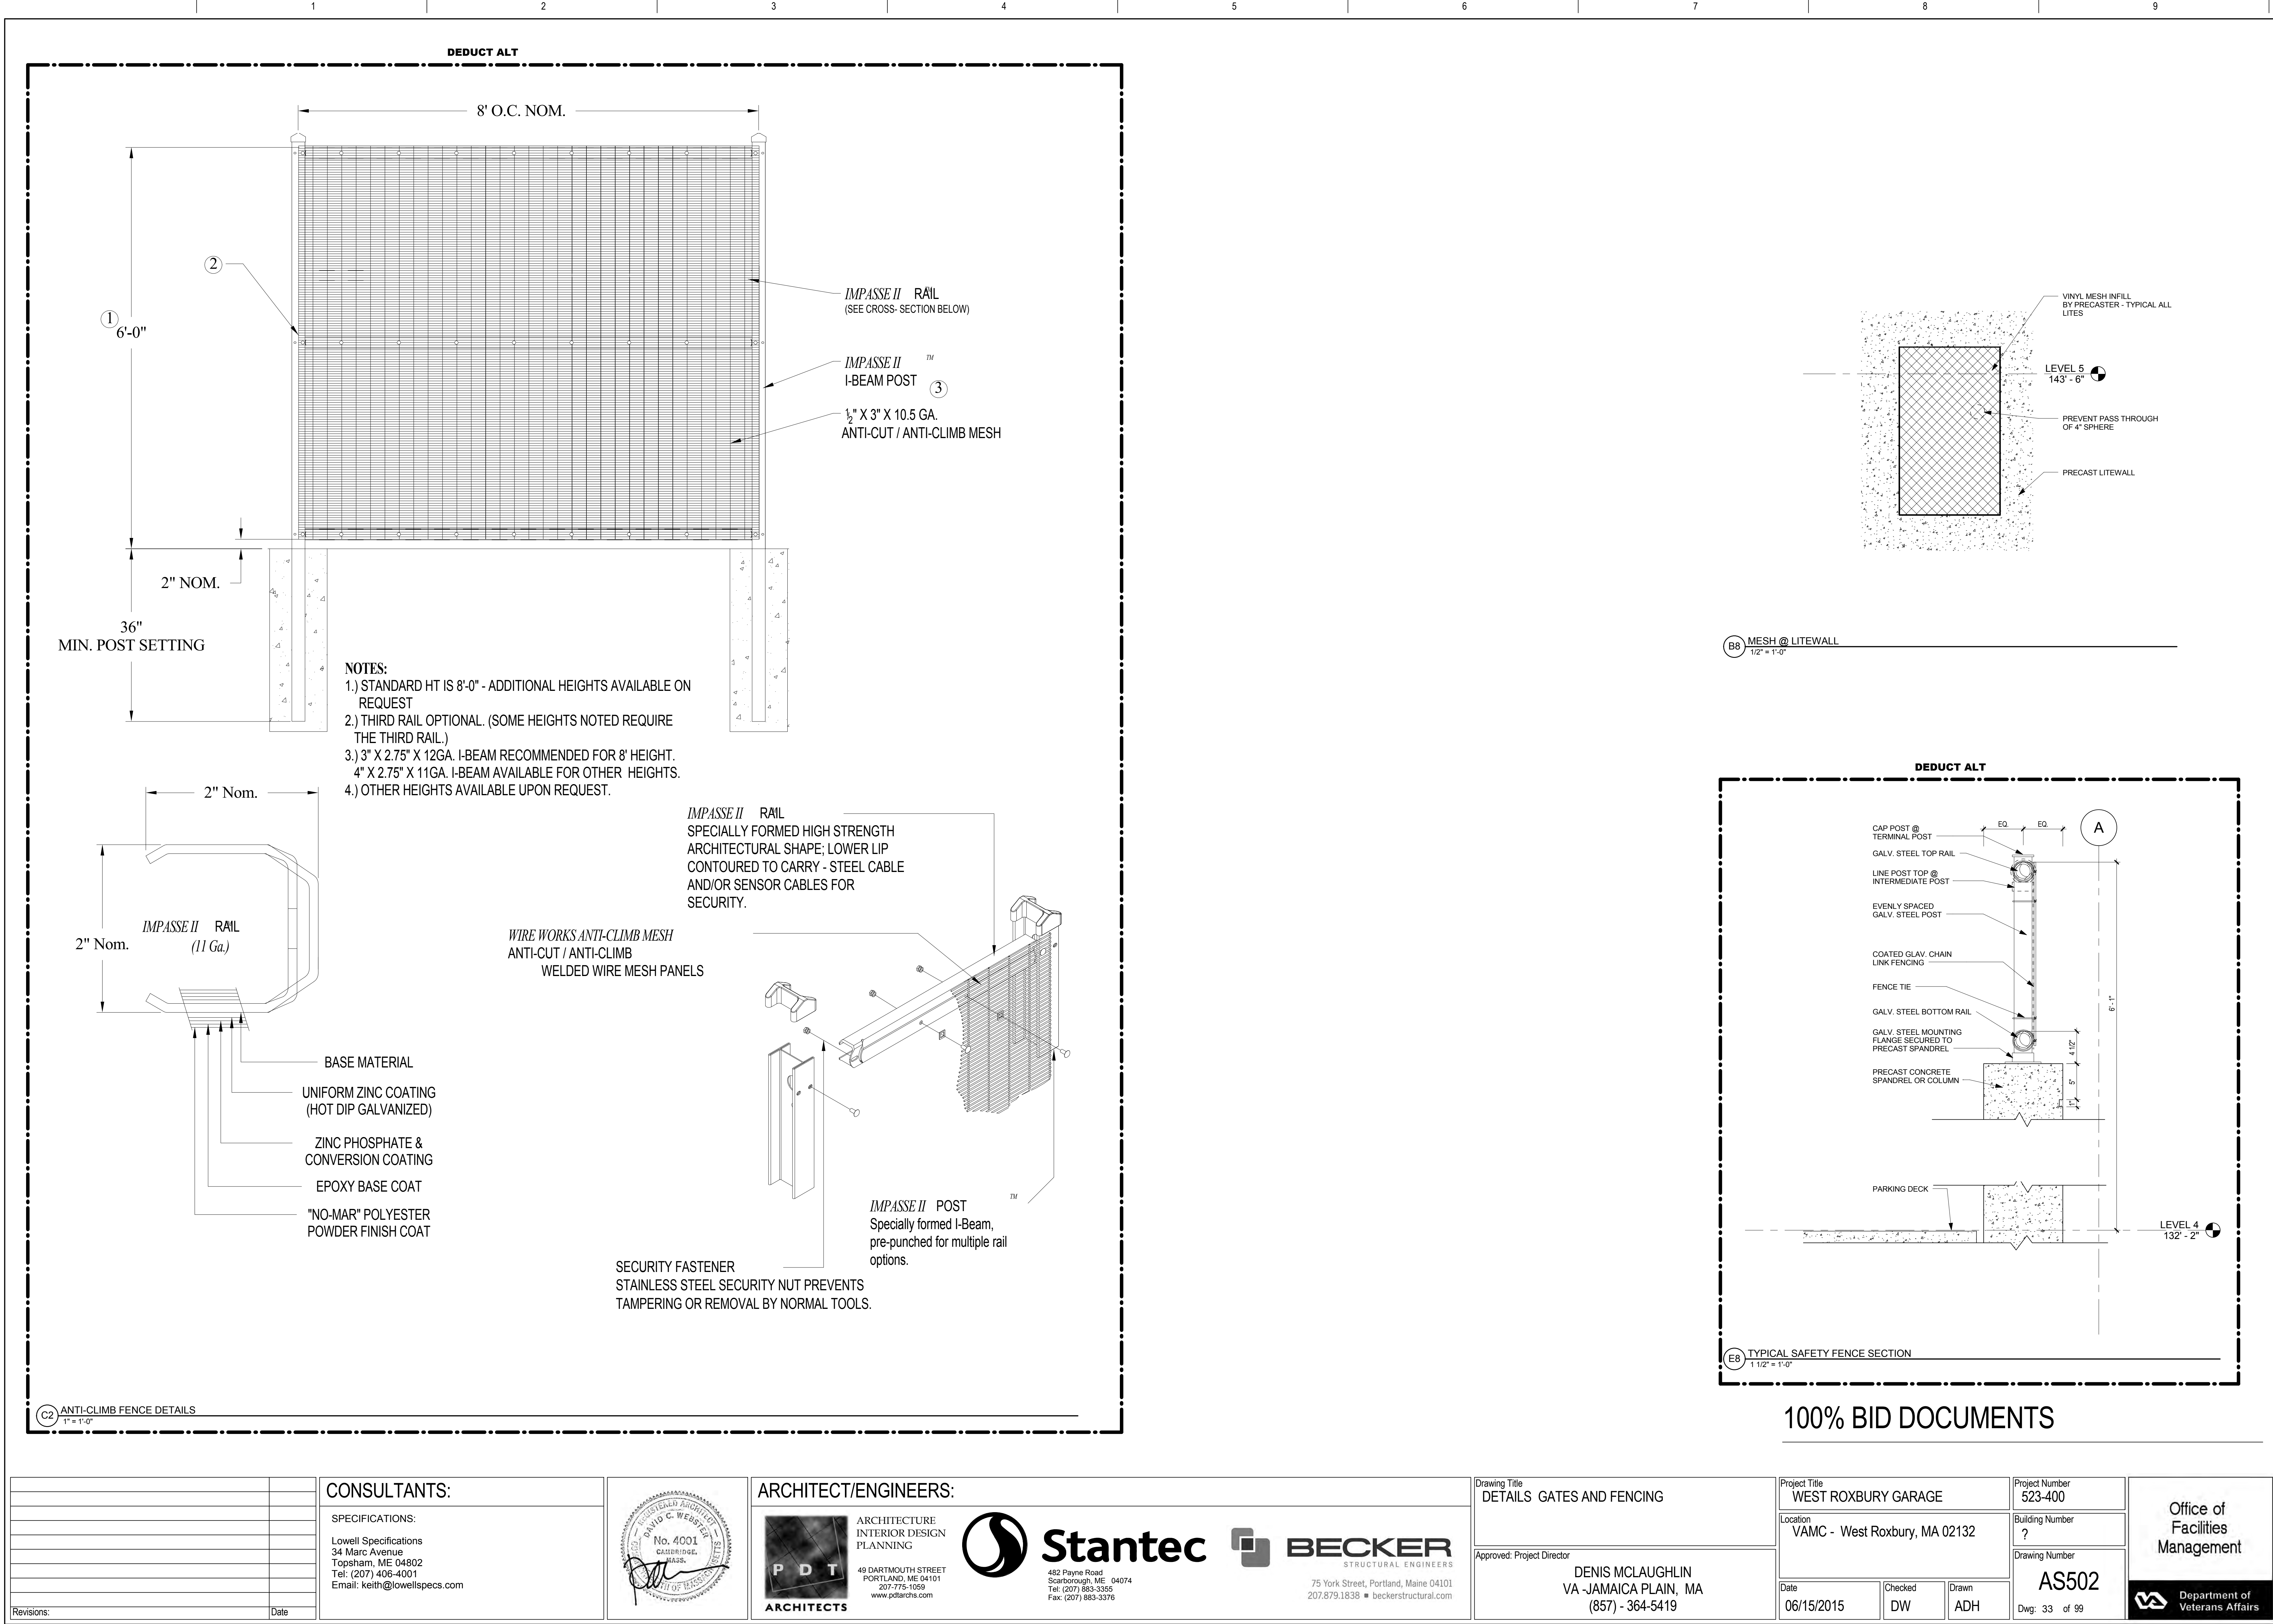 1 2 3 4 5 6 7 8 9
DEDUCT ALT
8' O.C. NOM.
2
1
6'-0"
IMPASSE II RAIL
(SEE CROSS- SECTION BELOW)
IMPASSE II TM
I-BEAM POST
3
1/2" X 3" X 10.5 GA.
ANTI-CUT / ANTI-CLIMB MESH
2" NOM.
36"
MIN. POST SETTING
NOTES:
1.) STANDARD HT IS 8'-0" - ADDITIONAL HEIGHTS AVAILABLE ON
REQUEST
2.) THIRD RAIL OPTIONAL. (SOME HEIGHTS NOTED REQUIRE
THE THIRD RAIL.)
3.) 3" X 2.75" X 12GA. I-BEAM RECOMMENDED FOR 8' HEIGHT.
4" X 2.75" X 11GA. I-BEAM AVAILABLE FOR OTHER HEIGHTS.
4.) OTHER HEIGHTS AVAILABLE UPON REQUEST.
2" Nom.
2" Nom.
IMPASSE II RAIL
(11 Ga.)
BASE MATERIAL
UNIFORM ZINC COATING
(HOT DIP GALVANIZED)
ZINC PHOSPHATE &
CONVERSION COATING
EPOXY BASE COAT
"NO-MAR" POLYESTER
POWDER FINISH COAT
IMPASSE II RAIL
SPECIALLY FORMED HIGH STRENGTH
ARCHITECTURAL SHAPE; LOWER LIP
CONTOURED TO CARRY - STEEL CABLE
AND/OR SENSOR CABLES FOR
SECURITY.
WIRE WORKS ANTI-CLIMB MESH
ANTI-CUT / ANTI-CLIMB
WELDED WIRE MESH PANELS
IMPASSE II POST TM
Specially formed I-Beam,
pre-punched for multiple rail
options.
SECURITY FASTENER
STAINLESS STEEL SECURITY NUT PREVENTS
TAMPERING OR REMOVAL BY NORMAL TOOLS.
C2 ANTI-CLIMB FENCE DETAILS
1" = 1'-0"
VINYL MESH INFILL
BY PRECASTER - TYPICAL ALL
LITES
LEVEL 5
143' - 6"
PREVENT PASS THROUGH
OF 4" SPHERE
PRECAST LITEWALL
B8 MESH @ LITEWALL
1/2" = 1'-0"
DEDUCT ALT
EQ. EQ.
A
CAP POST @
TERMINAL POST
GALV. STEEL TOP RAIL
LINE POST TOP @
INTERMEDIATE POST
EVENLY SPACED
GALV. STEEL POST
COATED GLAV. CHAIN
LINK FENCING
FENCE TIE
GALV. STEEL BOTTOM RAIL
GALV. STEEL MOUNTING
FLANGE SECURED TO
PRECAST SPANDREL
PRECAST CONCRETE
SPANDREL OR COLUMN
6' - 1"
4 1/2"
5"
1"
PARKING DECK
LEVEL 4
132' - 2"
E8 TYPICAL SAFETY FENCE SECTION
1 1/2" = 1'-0"
100% BID DOCUMENTS
Revisions: Date
CONSULTANTS:
SPECIFICATIONS:
Lowell Specifications
34 Marc Avenue
Topsham, ME 04802
Tel: (207) 406-4001
Email: keith@lowellspecs.com
REGISTERED ARCHITECT
DAVID C. WEBSTER
No. 4001
CAMBRIDGE,
MASS.
ARCHITECT/ENGINEERS:
PDT
ARCHITECTS
ARCHITECTURE
INTERIOR DESIGN
PLANNING
49 DARTMOUTH STREET
PORTLAND, ME 04101
207-775-1059
www.pdtarchs.com
Stantec
482 Payne Road
Scarborough, ME 04074
Tel: (207) 883-3355
Fax: (207) 883-3376
BECKER
STRUCTURAL ENGINEERS
75 York Street, Portland, Maine 04101
207.879.1838 ■ beckerstructural.com
Drawing Title
DETAILS GATES AND FENCING
Approved: Project Director
DENIS MCLAUGHLIN
VA -JAMAICA PLAIN, MA
(857) - 364-5419
Project Title
WEST ROXBURY GARAGE
Location
VAMC - West Roxbury, MA 02132
Date
06/15/2015
Checked
DW
Drawn
ADH
Project Number
523-400
Building Number
?
Drawing Number
AS502
Dwg: 33 of 99
Office of
Facilities
Management
VA
Department of
Veterans Affairs